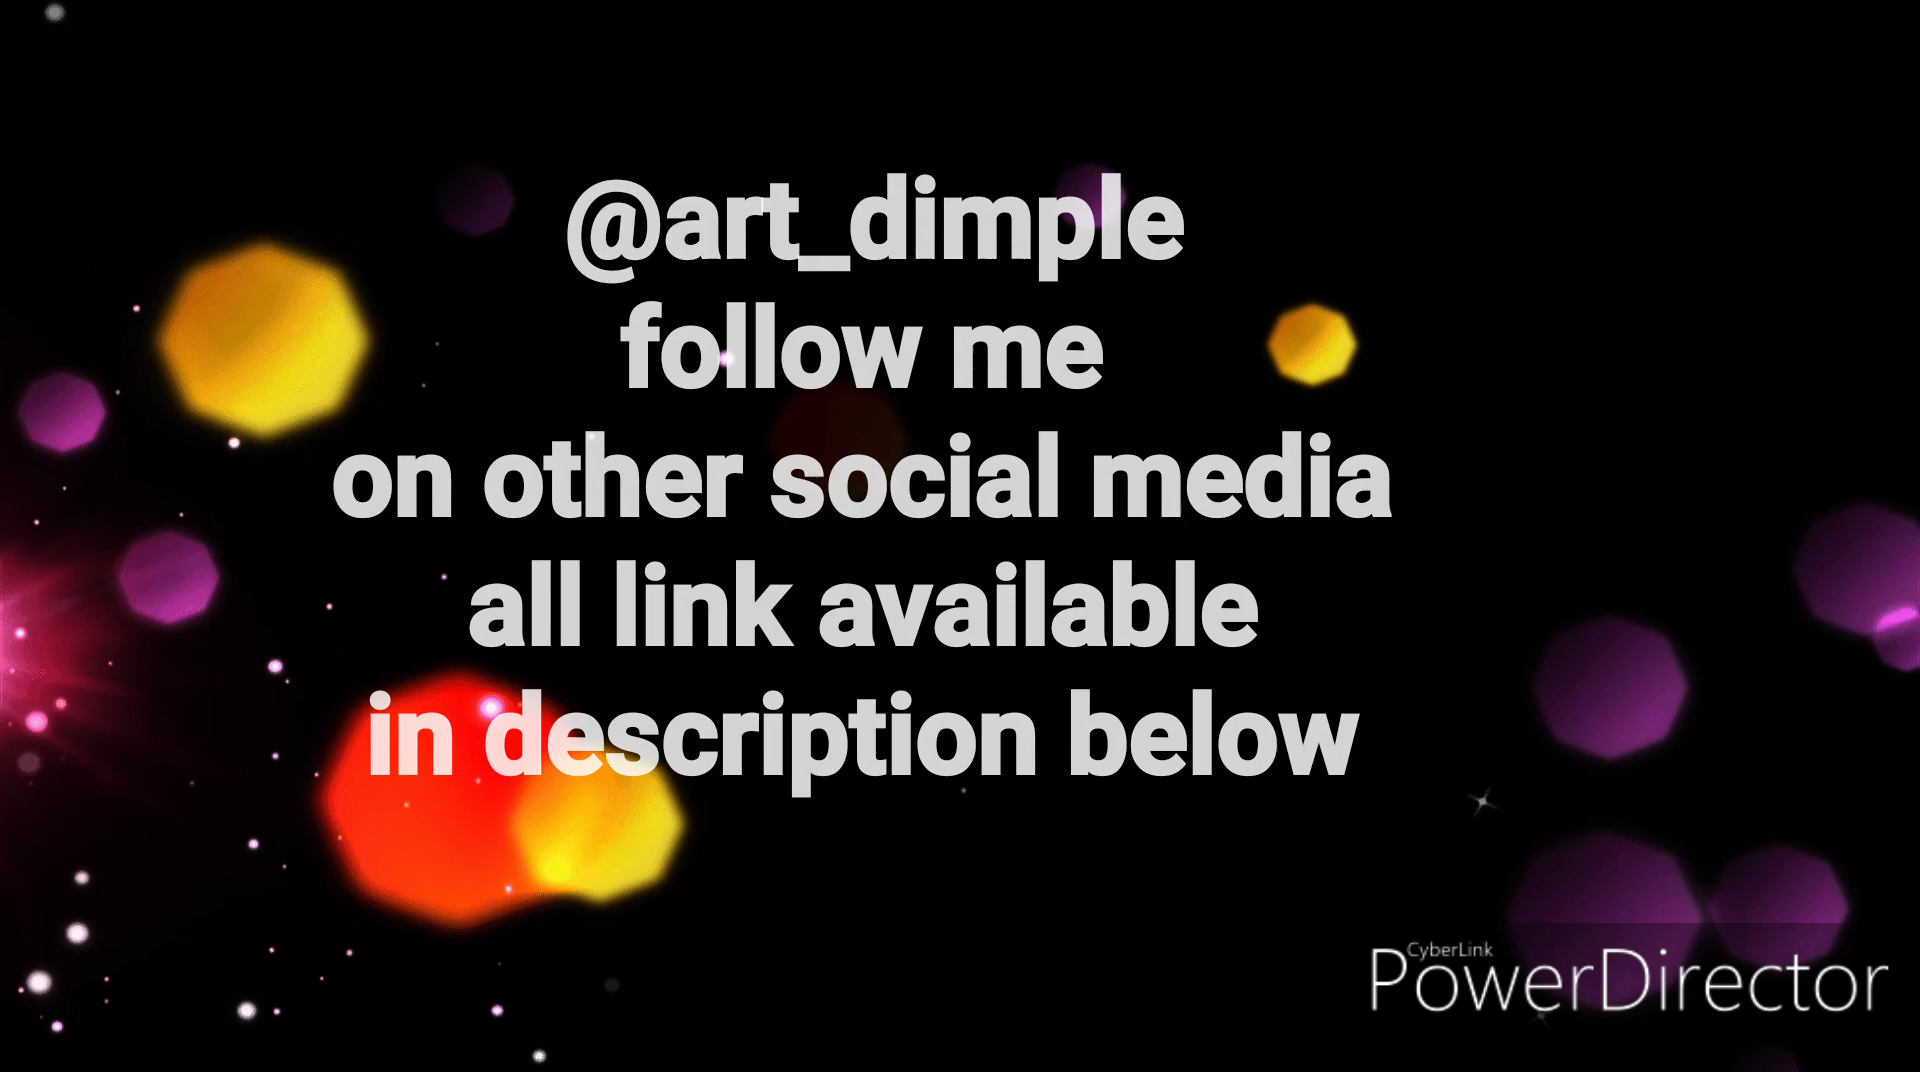 @art_dimple
follow me
on other social media
all link available
in description below
CyberLink
PowerDirector